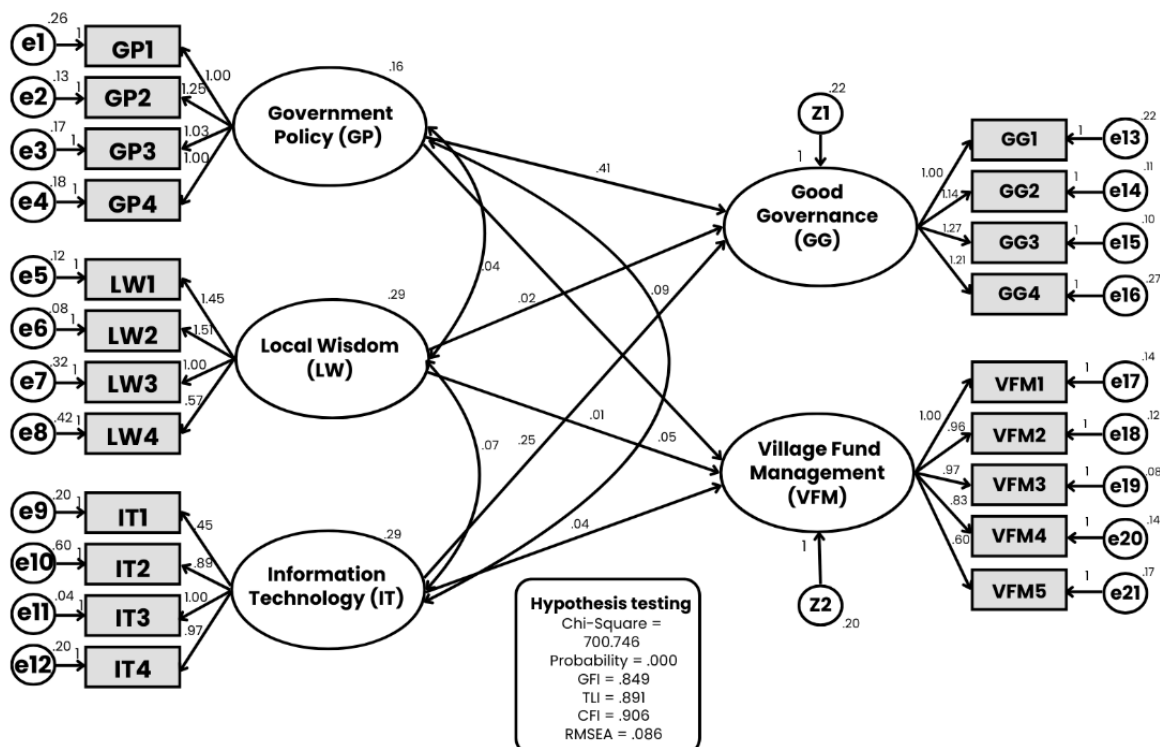 .26
e1
1
GP1
1.00
.13
e2
1
GP2
1.25
.17
e3
1
GP3
1.03
.18
e4
1
GP4
1.00
.16
Government
Policy (GP)
.12
e5
1
LW1
1.45
.08
e6
1
LW2
1.51
.32
e7
1
LW3
1.00
.42
e8
1
LW4
.57
.29
Local Wisdom
(LW)
.20
e9
1
IT1
.45
.60
e10
1
IT2
.89
.04
e11
1
IT3
1.00
.20
e12
1
IT4
.97
.29
Information
Technology (IT)
.41
.04
.02
.09
.01
.07
.25
.05
.04
.22
Z1
1
Good
Governance
(GG)
1.00
GG1
1
e13
.22
1.14
GG2
1
e14
.11
1.27
GG3
1
e15
.10
1.21
GG4
1
e16
.27
Village Fund
Management
(VFM)
1
Z2
.20
1.00
VFM1
1
e17
.14
.96
VFM2
1
e18
.12
.97
VFM3
1
e19
.08
.83
VFM4
1
e20
.14
.60
VFM5
1
e21
.17
Hypothesis testing
Chi-Square =
700.746
Probability = .000
GFI = .849
TLI = .891
CFI = .906
RMSEA = .086